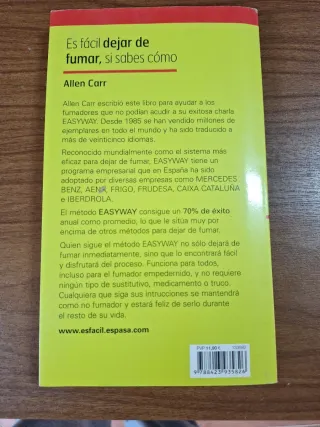 Es fácil dejar de
fumar, si sabes cómo
Allen Carr
Allen Carr escribió este libro para ayudar a los
fumadores que no podían acudir a su exitosa charla
EASYWAY. Desde 1985 se han vendido millones de
ejemplares en todo el mundo y ha sido traducido a
más de veinticinco idiomas.
Reconocido mundialmente como el sistema más
eficaz para dejar de fumar, EASYWAY tiene un
programa empresarial que en España ha sido
adoptado por diversas empresas como MERCEDES
BENZ, AENA, FRIGO, FRUDESA, CAIXA CATALUÑA
e IBERDROLA.
El método EASYWAY consigue un 70% de éxito
anual como promedio, lo que le sitúa muy por
encima de otros métodos para dejar de fumar.
Quien sigue el método EASYWAY no sólo dejará de
fumar inmediatamente, sino que lo encontrará fácil
y disfrutará del proceso. Funciona para todos,
incluso para el fumador empedernido, y no requiere
ningún tipo de sustitutivo, medicamento o truco.
Cualquiera que siga sus intrucciones se mantendrá
como no fumador y estará feliz de serlo durante
el resto de su vida.
www.esfacil.espasa.com